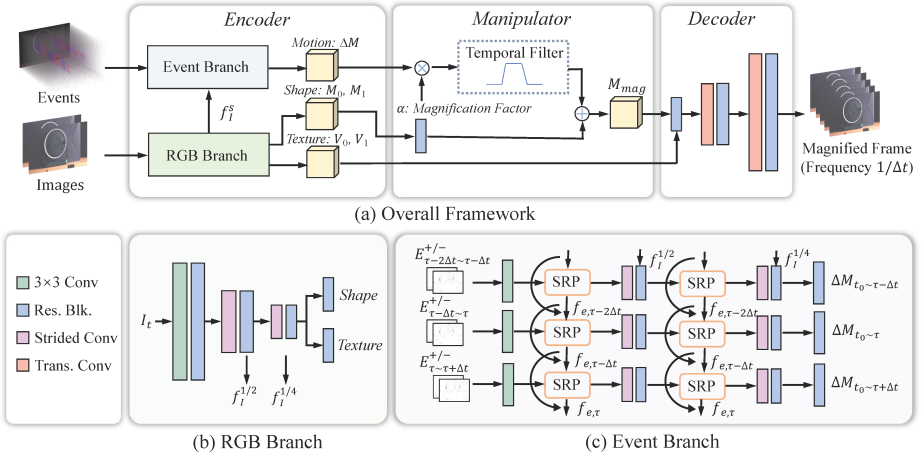 Encoder
Manipulator
Decoder
Events
Images
Event Branch
RGB Branch
f_I^s
Motion: ΔM
Shape: M_0, M_1
Texture: V_0, V_1
Temporal Filter
α: Magnification Factor
M_mag
Magnified Frame
(Frequency 1/Δt)
(a) Overall Framework
3×3 Conv
Res. Blk.
Strided Conv
Trans. Conv
I_t
Shape
Texture
f_I^{1/2}
f_I^{1/4}
(b) RGB Branch
E^{+/-}_{τ-2Δt~τ-Δt}
SRP
f_I^{1/2}
SRP
f_I^{1/4}
ΔM_{t_0~τ-Δt}
f_{e,τ-2Δt}
f_{e,τ-2Δt}
E^{+/-}_{τ-Δt~τ}
SRP
SRP
ΔM_{t_0~τ}
f_{e,τ-Δt}
f_{e,τ-Δt}
E^{+/-}_{τ~τ+Δt}
SRP
SRP
ΔM_{t_0~τ+Δt}
f_{e,τ}
f_{e,τ}
(c) Event Branch